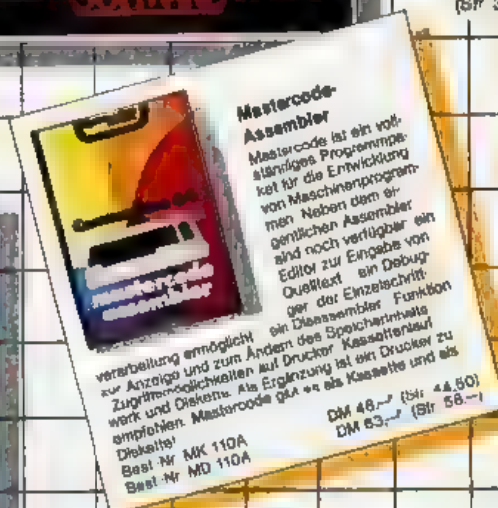 (Sfr
Mastercode-
Assembler
Mastercode ist ein voll-
ständiges Programmpa-
ket für die Entwicklung
von Maschinenprogram-
men Neben dem ei-
gentlichen Assembler
sind noch verfügbar ein
Editor zur Eingabe von
Quelltext ein Debug-
ger der Einzelschritt-
verarbeitung ermöglicht ein Disassembler Funktion
zur Anzeige und zum Ändern des Speicherinhalts
Zugriffsmöglichkeiten auf Drucker Kassettenlauf
werk und Diskette. Als Ergänzung ist ein Drucker zu
empfohlen. Mastercode gibt es als Kassette und als
Diskette!
Best Nr MK 110A DM 48,-* (Sfr 44,50)
Best Nr MD 110A DM 63,-* (Sfr 58.--)
mastercode
assembler